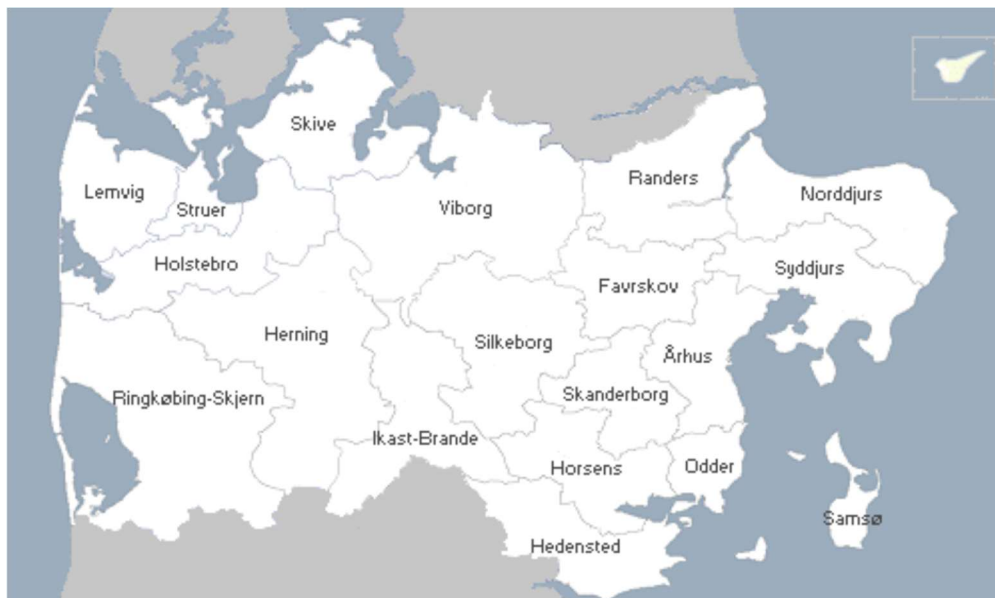 Skive
Randers
Lemvig
Norddjurs
Struer
Viborg
Holstebro
Syddjurs
Favrskov
Herning
Silkeborg
Århus
Skanderborg
Ringkøbing-Skjern
Ikast-Brande
Horsens
Odder
Samsø
Hedensted